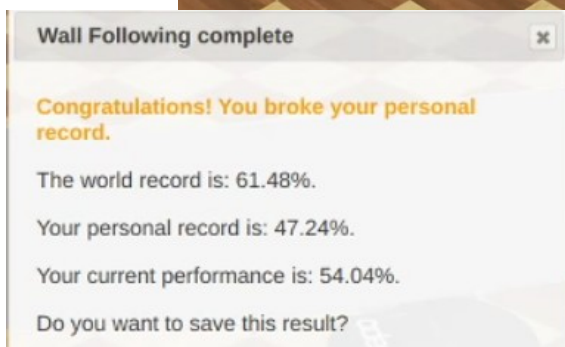 Wall Following complete
Congratulations! You broke your personal
record.
The world record is: 61.48%.
Your personal record is: 47.24%.
Your current performance is: 54.04%.
Do you want to save this result?